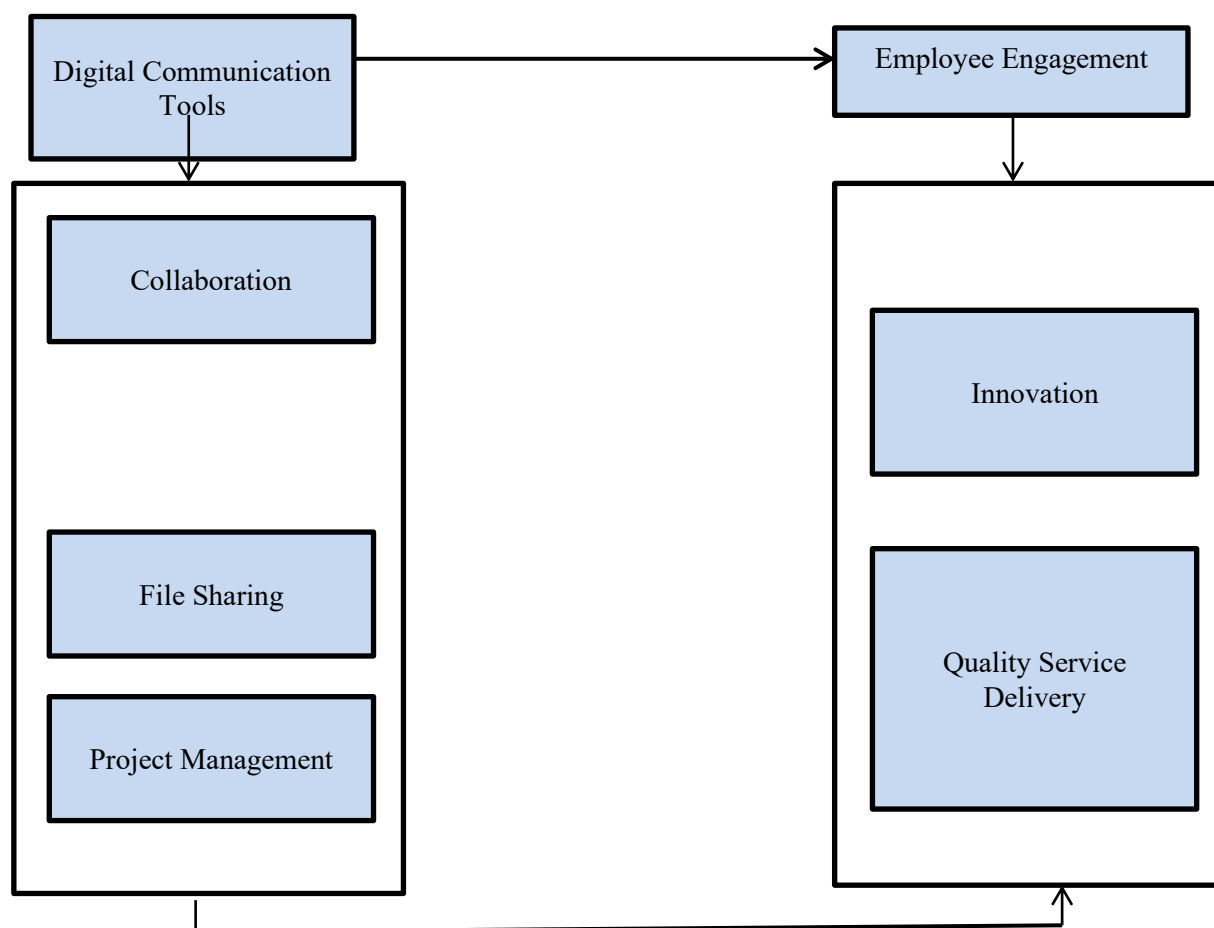 Digital Communication
Tools
Employee Engagement
Collaboration
Innovation
File Sharing
Quality Service
Delivery
Project Management